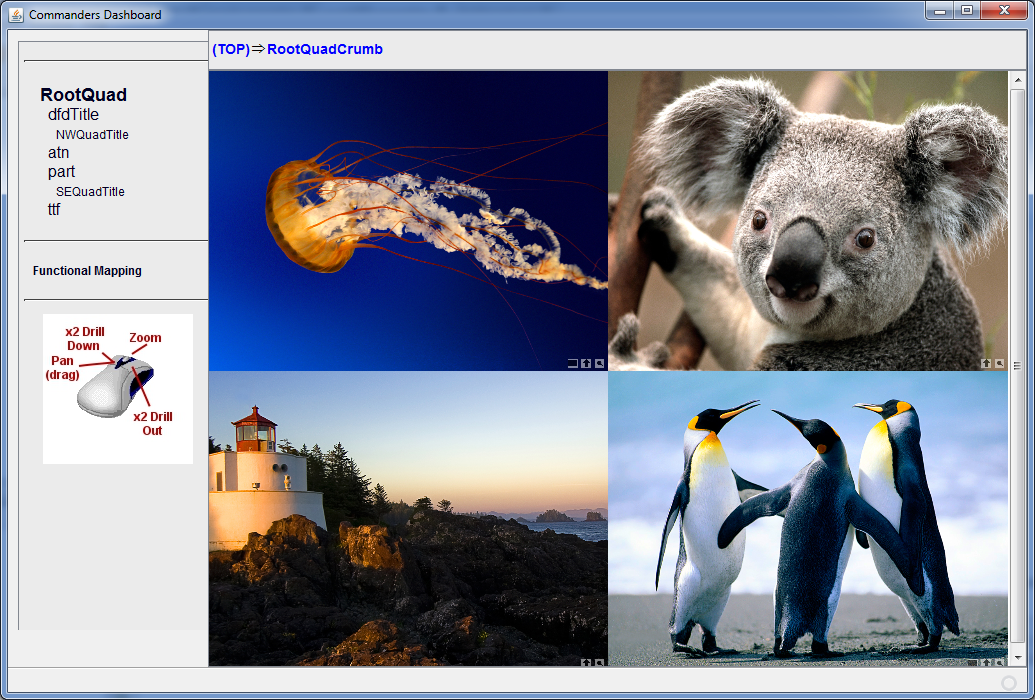 Commanders Dashboard
(TOP)⇒RootQuadCrumb
RootQuad
dfdTitle
NWQuadTitle
atn
part
SEQuadTitle
ttf
Functional Mapping
x2 Drill
Down
Zoom
Pan
(drag)
x2 Drill
Out